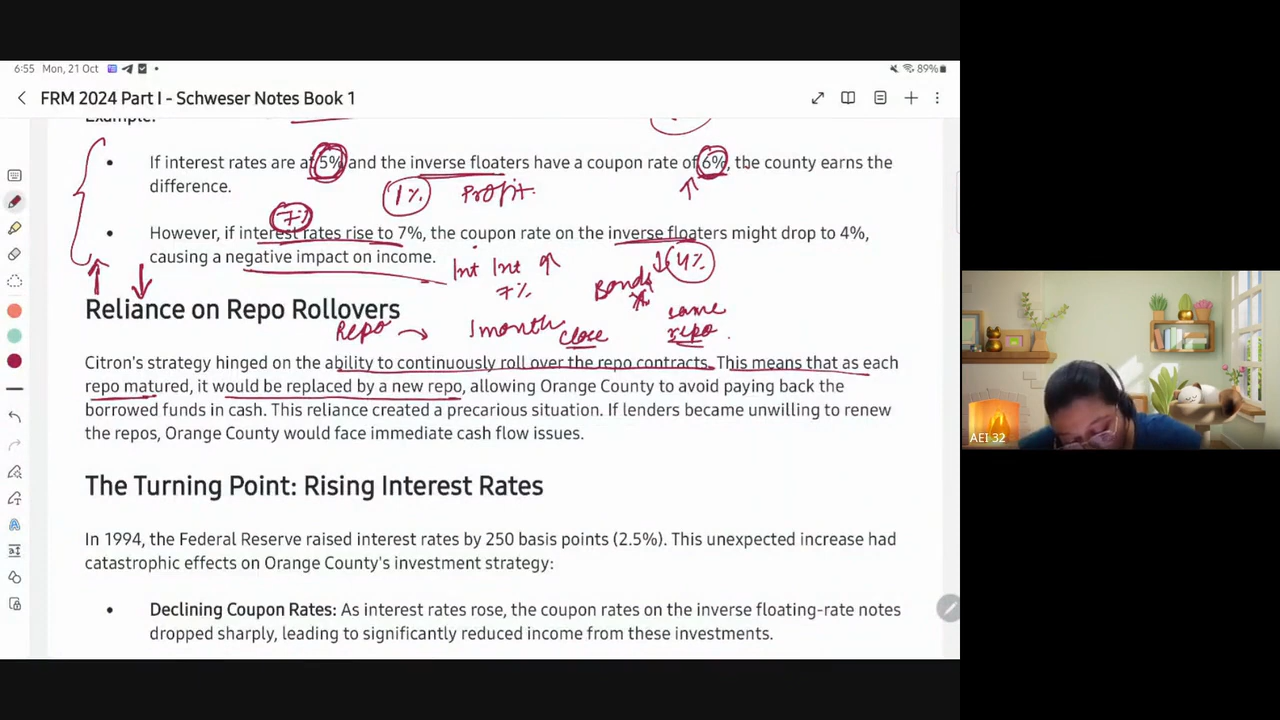 6:55 Mon, 21 Oct
89%
FRM 2024 Part I - Schweser Notes Book 1
Example:
• If interest rates are at 5% and the inverse floaters have a coupon rate of 6%, the county earns the
difference.
1% Profit.
7%
• However, if interest rates rise to 7%, the coupon rate on the inverse floaters might drop to 4%,
causing a negative impact on income.
Int Int
7%
Bonds
4%
Reliance on Repo Rollovers
Repo → 1 month close
same
repo
Citron's strategy hinged on the ability to continuously roll over the repo contracts. This means that as each
repo matured, it would be replaced by a new repo, allowing Orange County to avoid paying back the
borrowed funds in cash. This reliance created a precarious situation. If lenders became unwilling to renew
the repos, Orange County would face immediate cash flow issues.
The Turning Point: Rising Interest Rates
In 1994, the Federal Reserve raised interest rates by 250 basis points (2.5%). This unexpected increase had
catastrophic effects on Orange County's investment strategy:
• Declining Coupon Rates: As interest rates rose, the coupon rates on the inverse floating-rate notes
dropped sharply, leading to significantly reduced income from these investments.
AEI 32